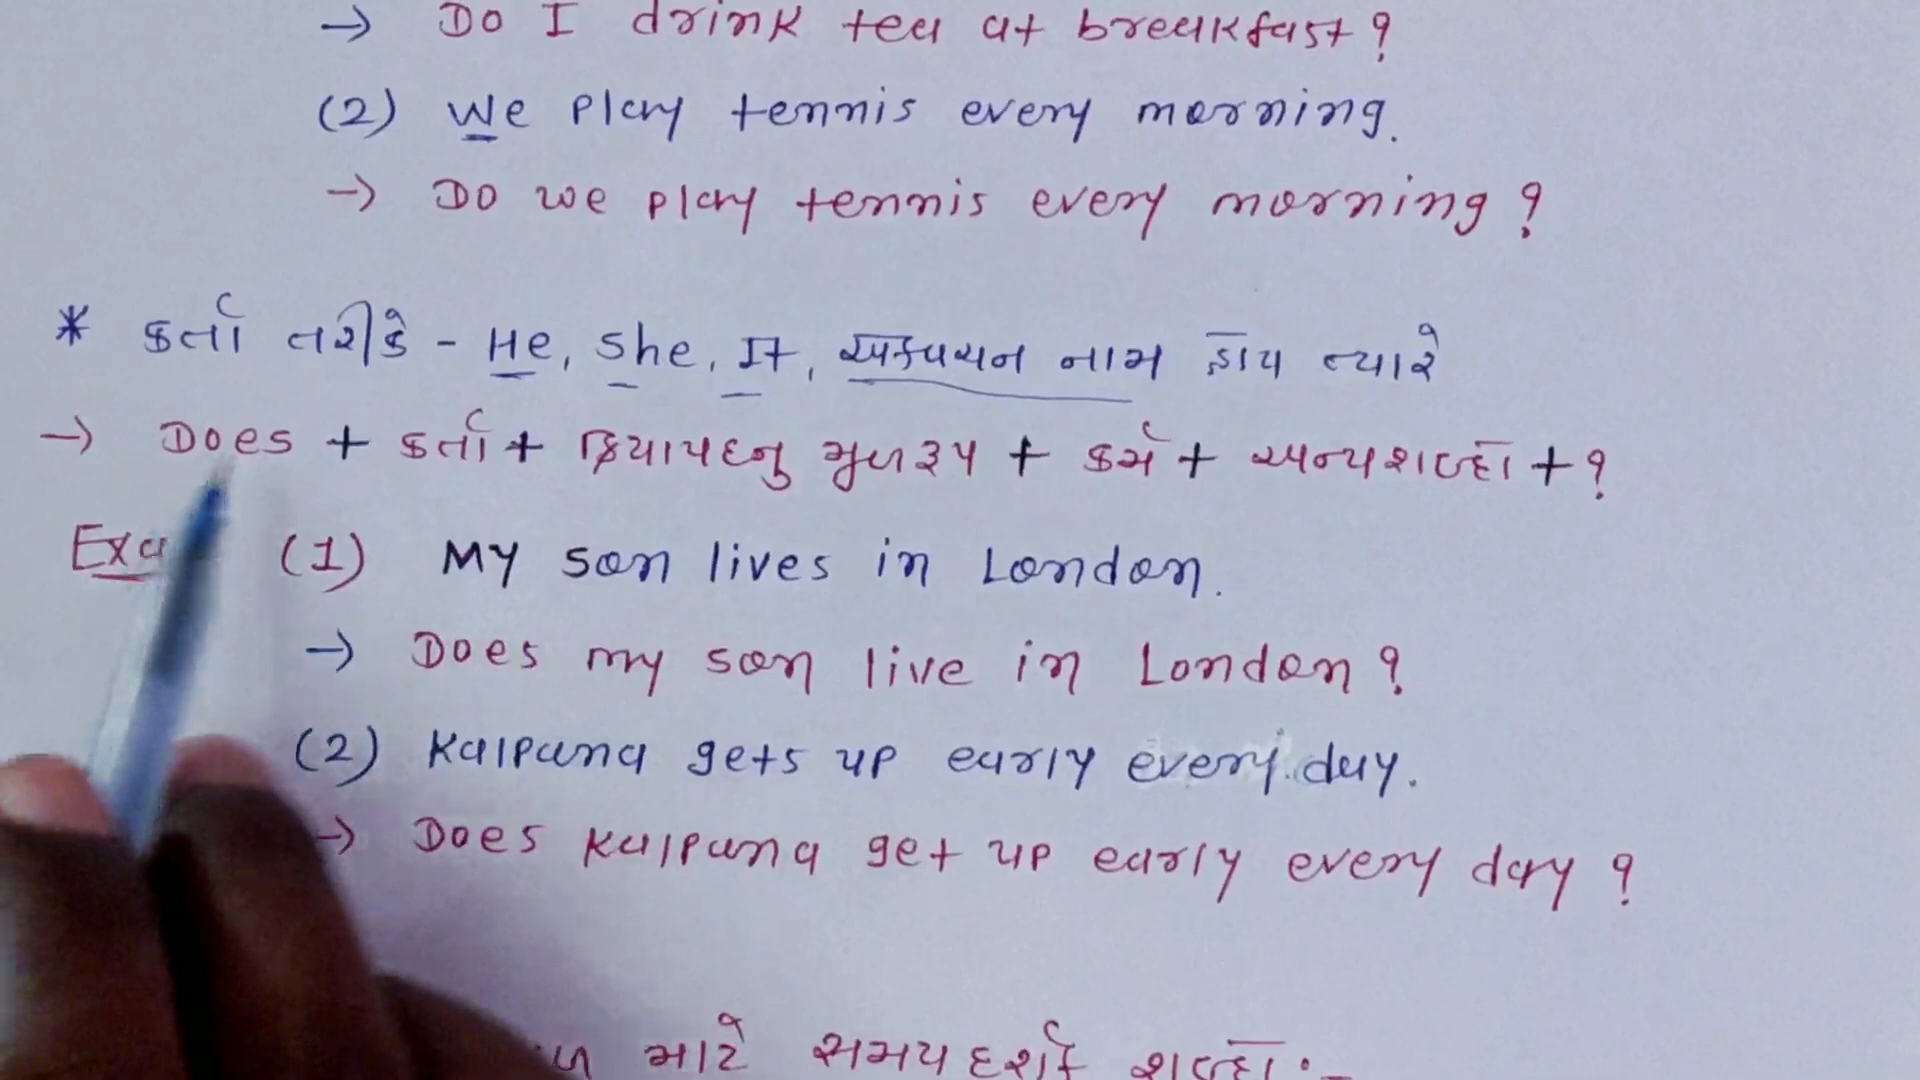 → Do I drink tea at breakfast?
(2) We play tennis every morning.
→ Do we play tennis every morning?
* કર્તા તરીકે - He, She, It, એકવચન નામ હોય ત્યારે
→ Does + કર્તા + ક્રિયાપદનુ મુળરૂપ + કર્મ + અન્યશબ્દો + ?
Exa (1) My son lives in London.
→ Does my son live in London?
(2) Kalpana gets up early every day.
→ Does Kalpana get up early every day?
માટે સમય દર્શક શબ્દો :-